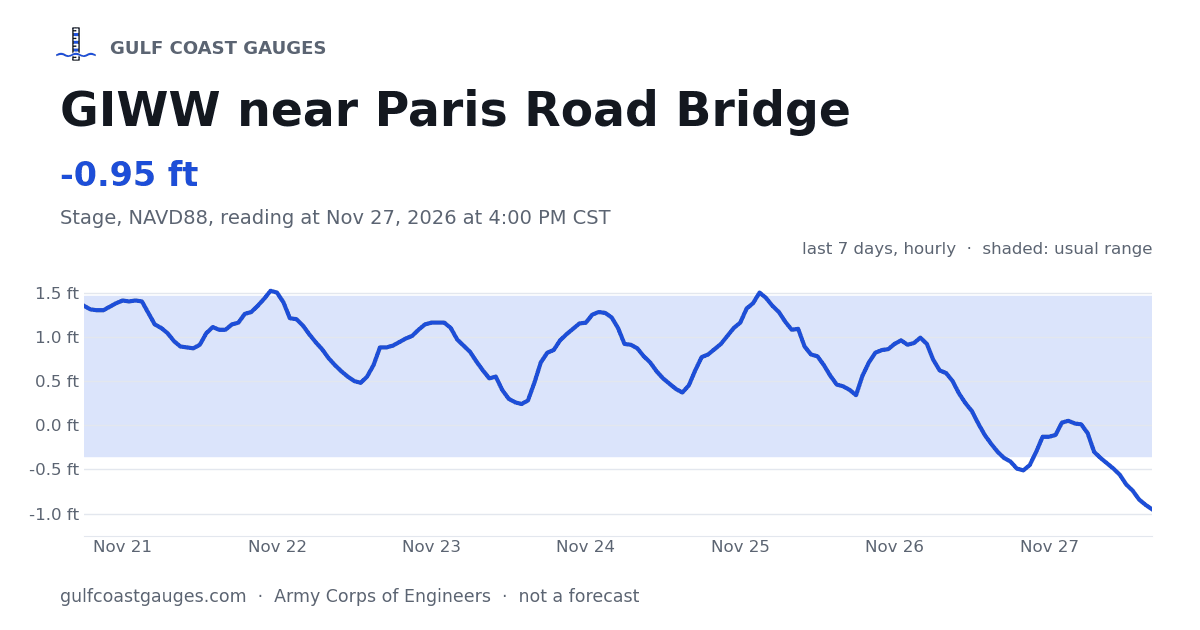 GULF COAST GAUGES
GIWW near Paris Road Bridge
-0.95 ft
Stage, NAVD88, reading at Nov 27, 2026 at 4:00 PM CST
last 7 days, hourly · shaded: usual range
1.5 ft
1.0 ft
0.5 ft
0.0 ft
-0.5 ft
-1.0 ft
Nov 21 Nov 22 Nov 23 Nov 24 Nov 25 Nov 26 Nov 27
gulfcoastgauges.com · Army Corps of Engineers · not a forecast